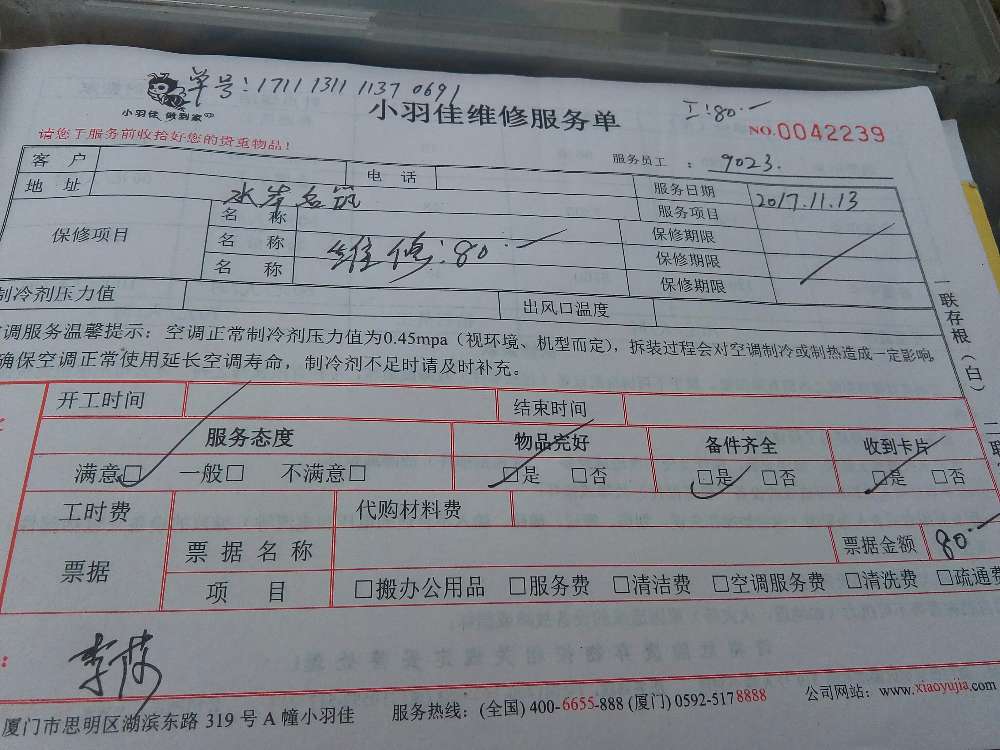 单号:1711 1311 1137 0691
小羽佳 做到家
小羽佳维修服务单
工:80.
NO.0042239
请您于服务前收拾好您的贵重物品!
服务员工 : 9023.
客 户
电 话
服务日期 2017.11.13
地 址 水岸名筑
服务项目
保修项目
名 称
保修期限
名 称 维修:80.
保修期限
名 称
保修期限
制冷剂压力值
出风口温度
调服务温馨提示:空调正常制冷剂压力值为0.45mpa(视环境、机型而定),拆装过程会对空调制冷或制热造成一定影响,
确保空调正常使用延长空调寿命,制冷剂不足时请及时补充。
一联存根(白)
二联
开工时间
结束时间
服务态度 物品完好 备件齐全 收到卡片
满意□ 一般□ 不满意□ □是 □否 □是 □否 □是 □否
工时费
代购材料费
票据
票据名称
票据金额 80.
项 目 □搬办公用品 □服务费 □清洁费 □空调服务费 □清洗费 □疏通费
李莎
厦门市思明区湖滨东路 319 号 A 幢小羽佳 服务热线:(全国) 400-6655-888 (厦门) 0592-5178888 公司网站:www.xiaoyujia.com